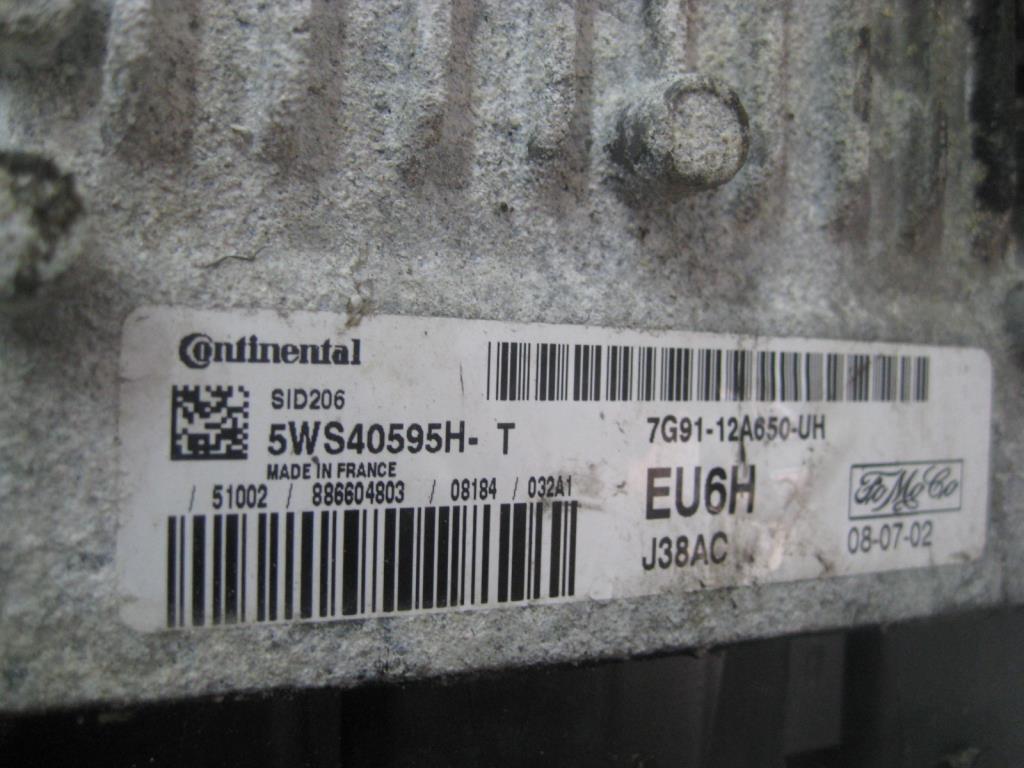 Continental
SID206
5WS40595H- T
MADE IN FRANCE
/ 51002 / 886604803 / 08184 / 032A1
7G91-12A650-UH
EU6H
J38AC
FoMoCo
08-07-02